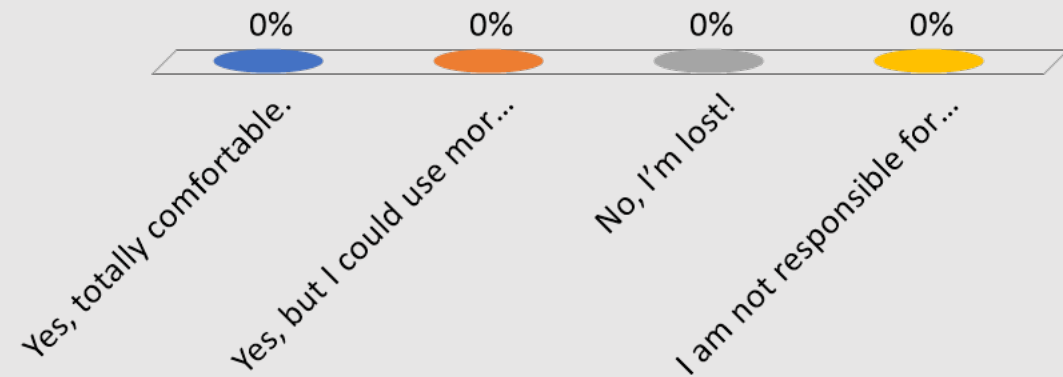 0% 0% 0% 0%
Yes, totally comfortable.
Yes, but I could use mor...
No, I’m lost!
I am not responsible for...